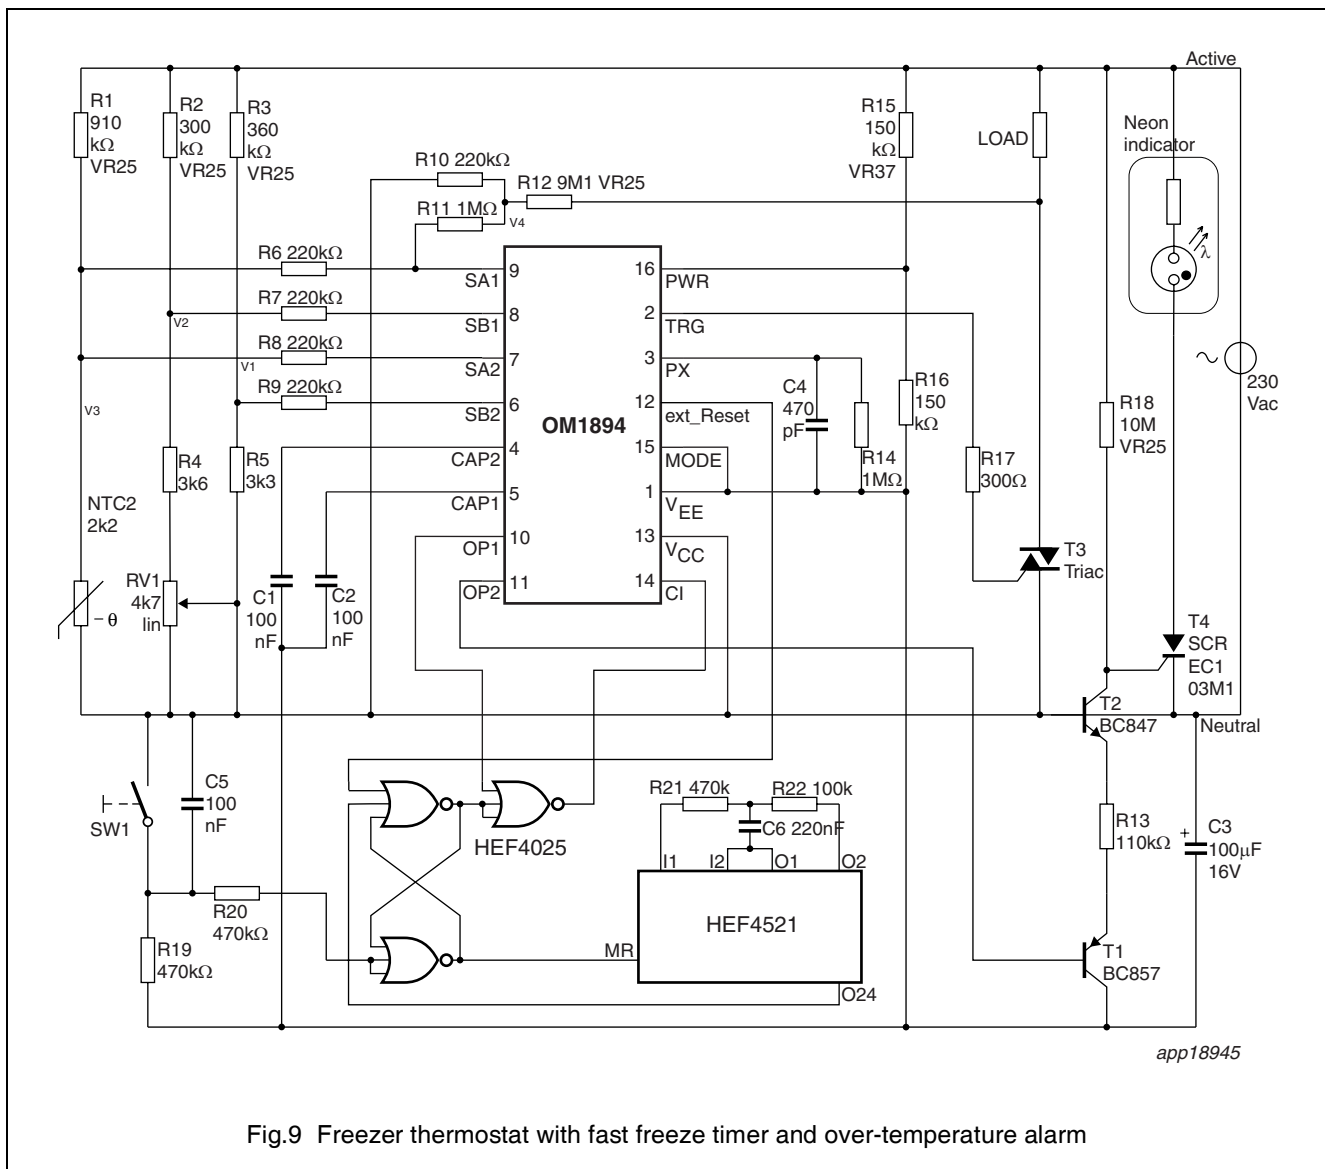 Active
R1
910
kΩ
VR25
R2
300
kΩ
VR25
R3
360
kΩ
VR25
R15
150
kΩ
VR37
LOAD
Neon
indicator
λ
R10 220kΩ
R12 9M1 VR25
R11 1MΩ
V4
R6 220kΩ
9
SA1
16
PWR
R7 220kΩ
V2
8
SB1
2
TRG
R8 220kΩ
V1
7
SA2
3
PX
R9 220kΩ
6
SB2
12
ext_Reset
V3
OM1894
C4
470
pF
R16
150
kΩ
R18
10M
VR25
230
Vac
4
CAP2
15
MODE
R4
3k6
R5
3k3
R14
1MΩ
R17
300Ω
NTC2
2k2
5
CAP1
1
VEE
10
OP1
13
VCC
T3
Triac
11
OP2
14
CI
RV1
4k7
lin
– θ
C1
100
nF
C2
100
nF
T4
SCR
EC1
03M1
T2
BC847
Neutral
SW1
C5
100
nF
HEF4025
R21 470k
R22 100k
C6 220nF
R13
110kΩ
+
C3
100μF
16V
I1
I2
O1
O2
HEF4521
R20
470kΩ
R19
470kΩ
MR
O24
T1
BC857
app18945
Fig.9 Freezer thermostat with fast freeze timer and over-temperature alarm